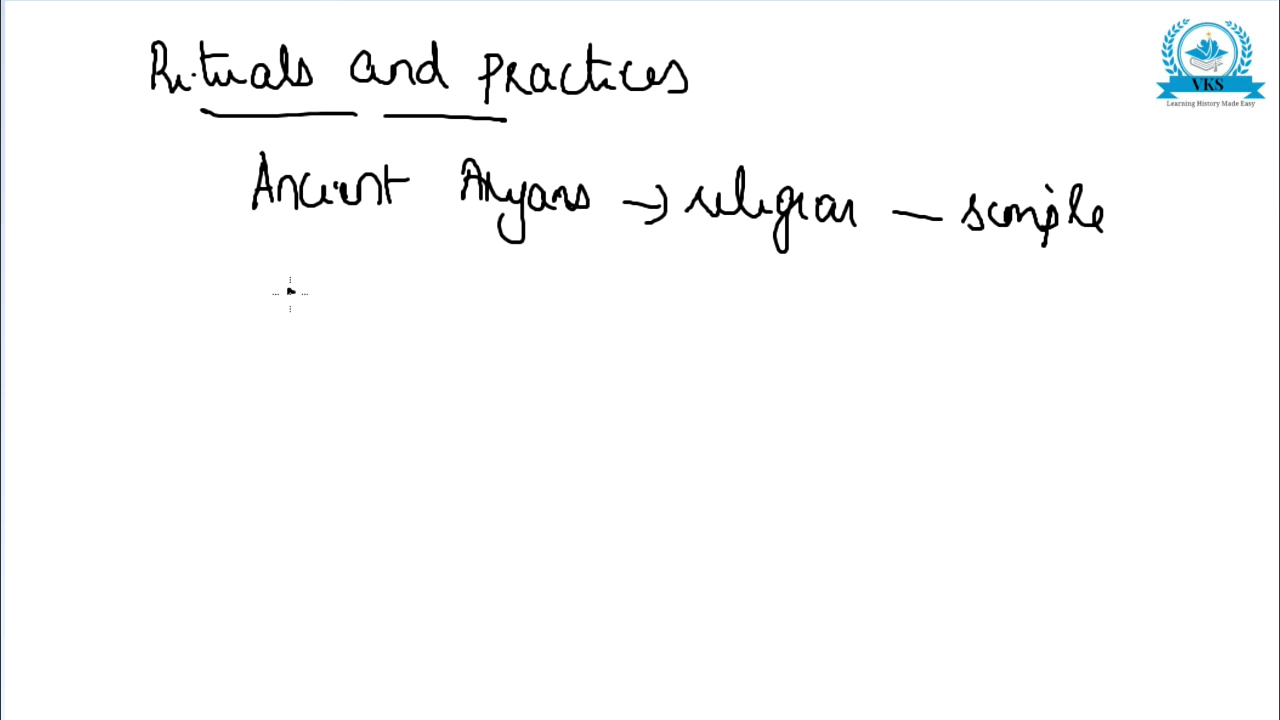 Rituals and practices
VKS
Learning History Made Easy
Ancient Aryans → religion — simple